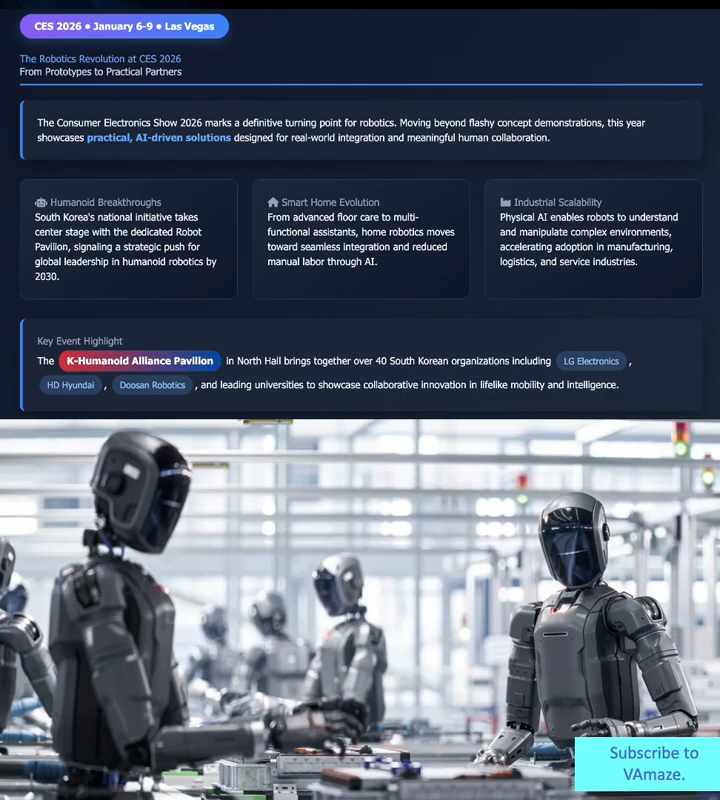 CES 2026 • January 6-9 • Las Vegas
The Robotics Revolution at CES 2026
From Prototypes to Practical Partners
The Consumer Electronics Show 2026 marks a definitive turning point for robotics. Moving beyond flashy concept demonstrations, this year
showcases practical, AI-driven solutions designed for real-world integration and meaningful human collaboration.
Humanoid Breakthroughs
South Korea's national initiative takes
center stage with the dedicated Robot
Pavilion, signaling a strategic push for
global leadership in humanoid robotics by
2030.
Smart Home Evolution
From advanced floor care to multi-
functional assistants, home robotics moves
toward seamless integration and reduced
manual labor through AI.
Industrial Scalability
Physical AI enables robots to understand
and manipulate complex environments,
accelerating adoption in manufacturing,
logistics, and service industries.
Key Event Highlight
The K-Humanoid Alliance Pavilion in North Hall brings together over 40 South Korean organizations including LG Electronics ,
HD Hyundai , Doosan Robotics , and leading universities to showcase collaborative innovation in lifelike mobility and intelligence.
Subscribe to
VAmaze.